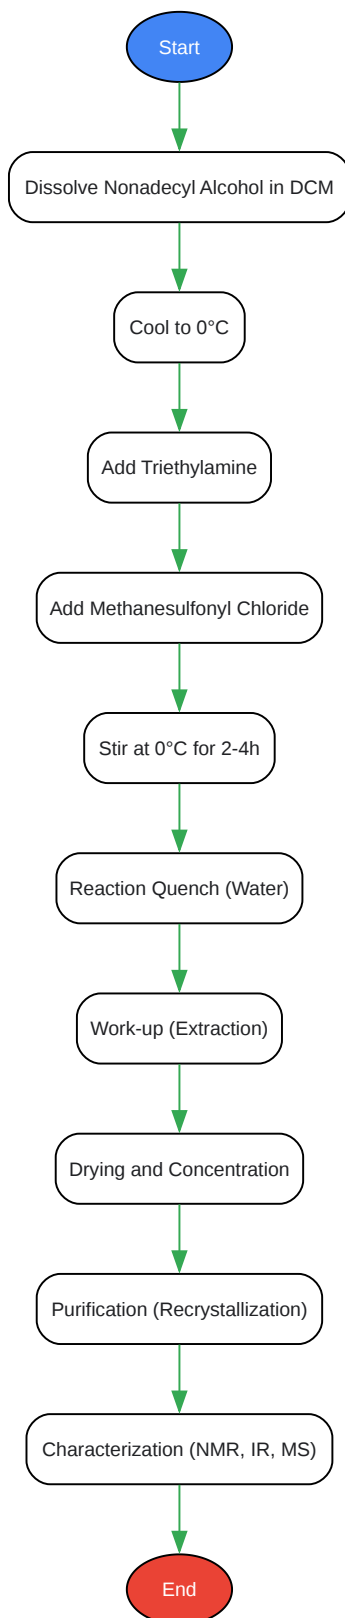 Start
Dissolve Nonadecyl Alcohol in DCM
Cool to 0°C
Add Triethylamine
Add Methanesulfonyl Chloride
Stir at 0°C for 2-4h
Reaction Quench (Water)
Work-up (Extraction)
Drying and Concentration
Purification (Recrystallization)
Characterization (NMR, IR, MS)
End